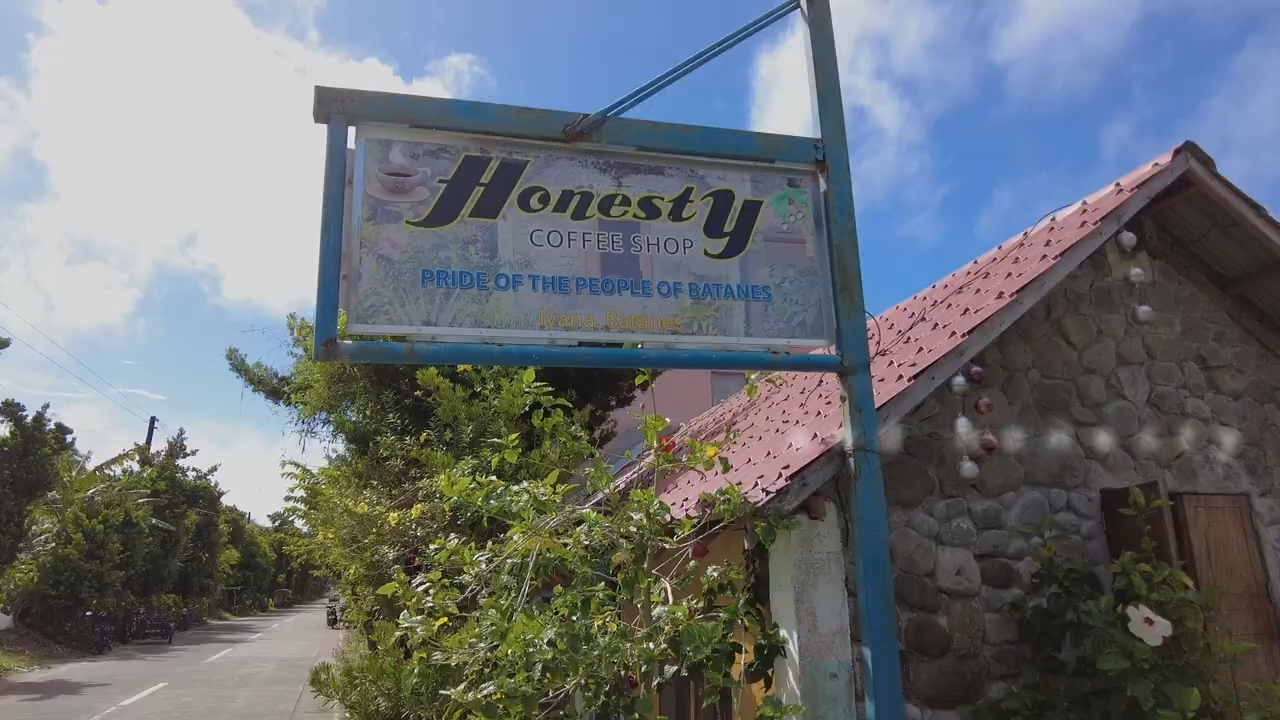 Honesty
COFFEE SHOP
PRIDE OF THE PEOPLE OF BATANES
Ivana, Batanes